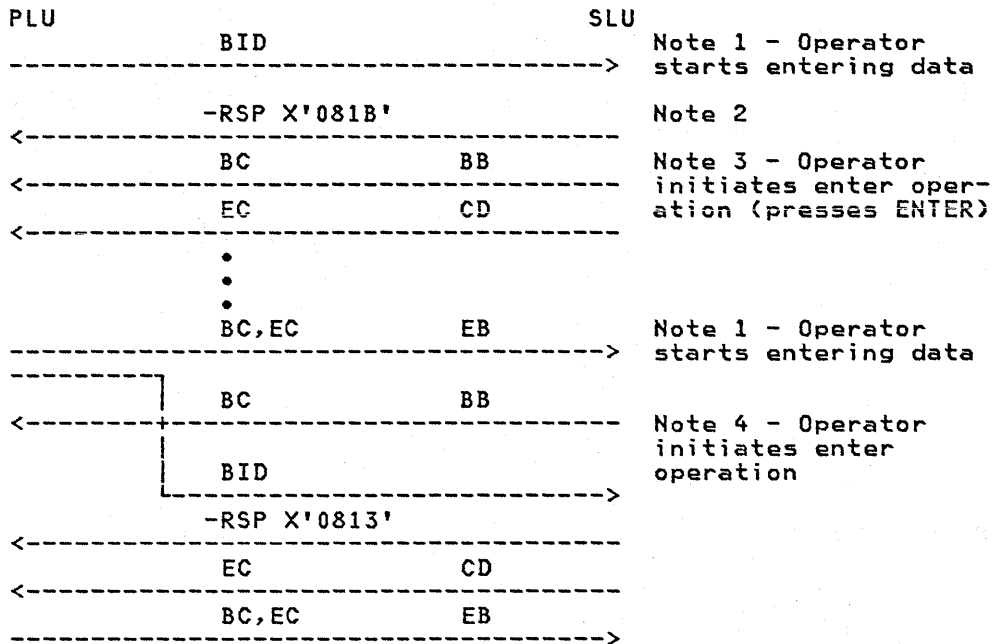 PLU SLU
BID Note 1 - Operator
starts entering data
-RSP X'081B' Note 2
BC BB Note 3 - Operator
initiates enter oper-
EC CD ation (presses ENTER)
BC,EC EB Note 1 - Operator
starts entering data
BC BB
Note 4 - Operator
initiates enter
BID operation
-RSP X'0813'
EC CD
BC,EC EB